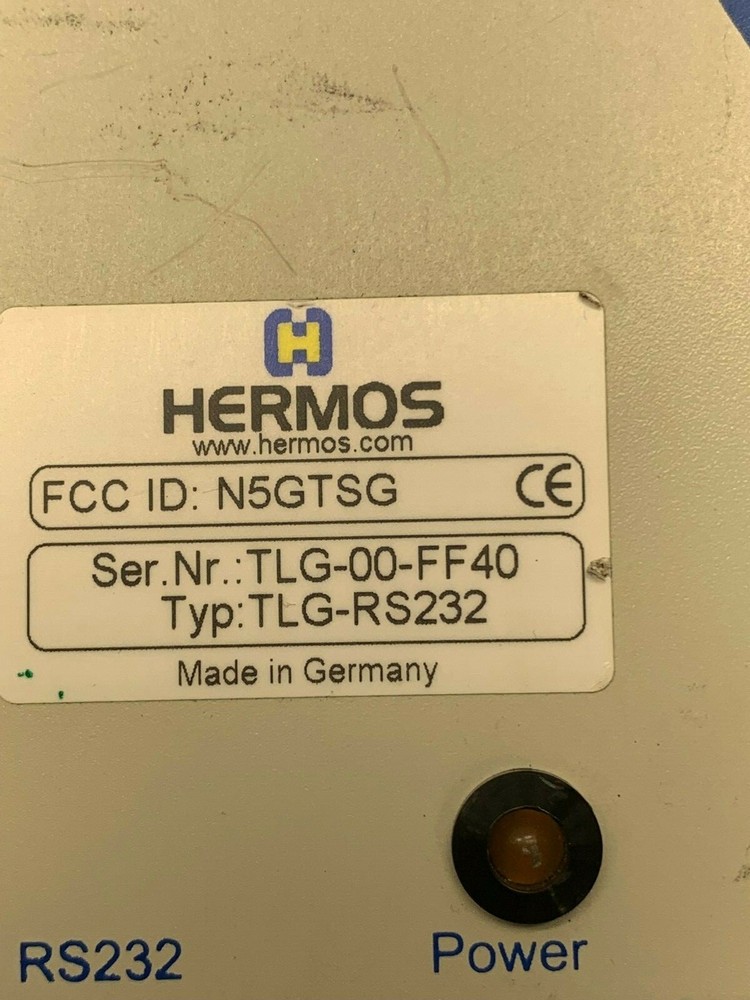 H
HERMOS
www.hermos.com
FCC ID: N5GTSG CE
Ser.Nr.:TLG-00-FF40
Typ:TLG-RS232
Made in Germany
RS232
Power